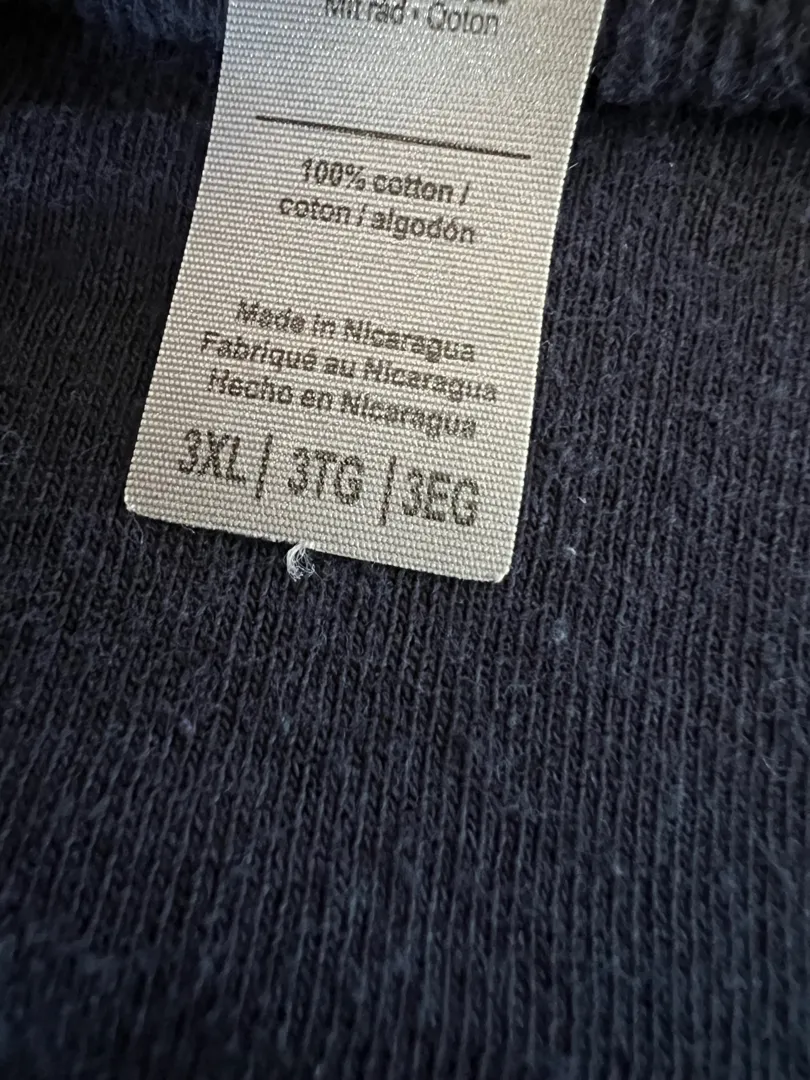 100% cotton /
coton / algodón
Made in Nicaragua
Fabriqué au Nicaragua
Hecho en Nicaragua
3XL | 3TG | 3EG